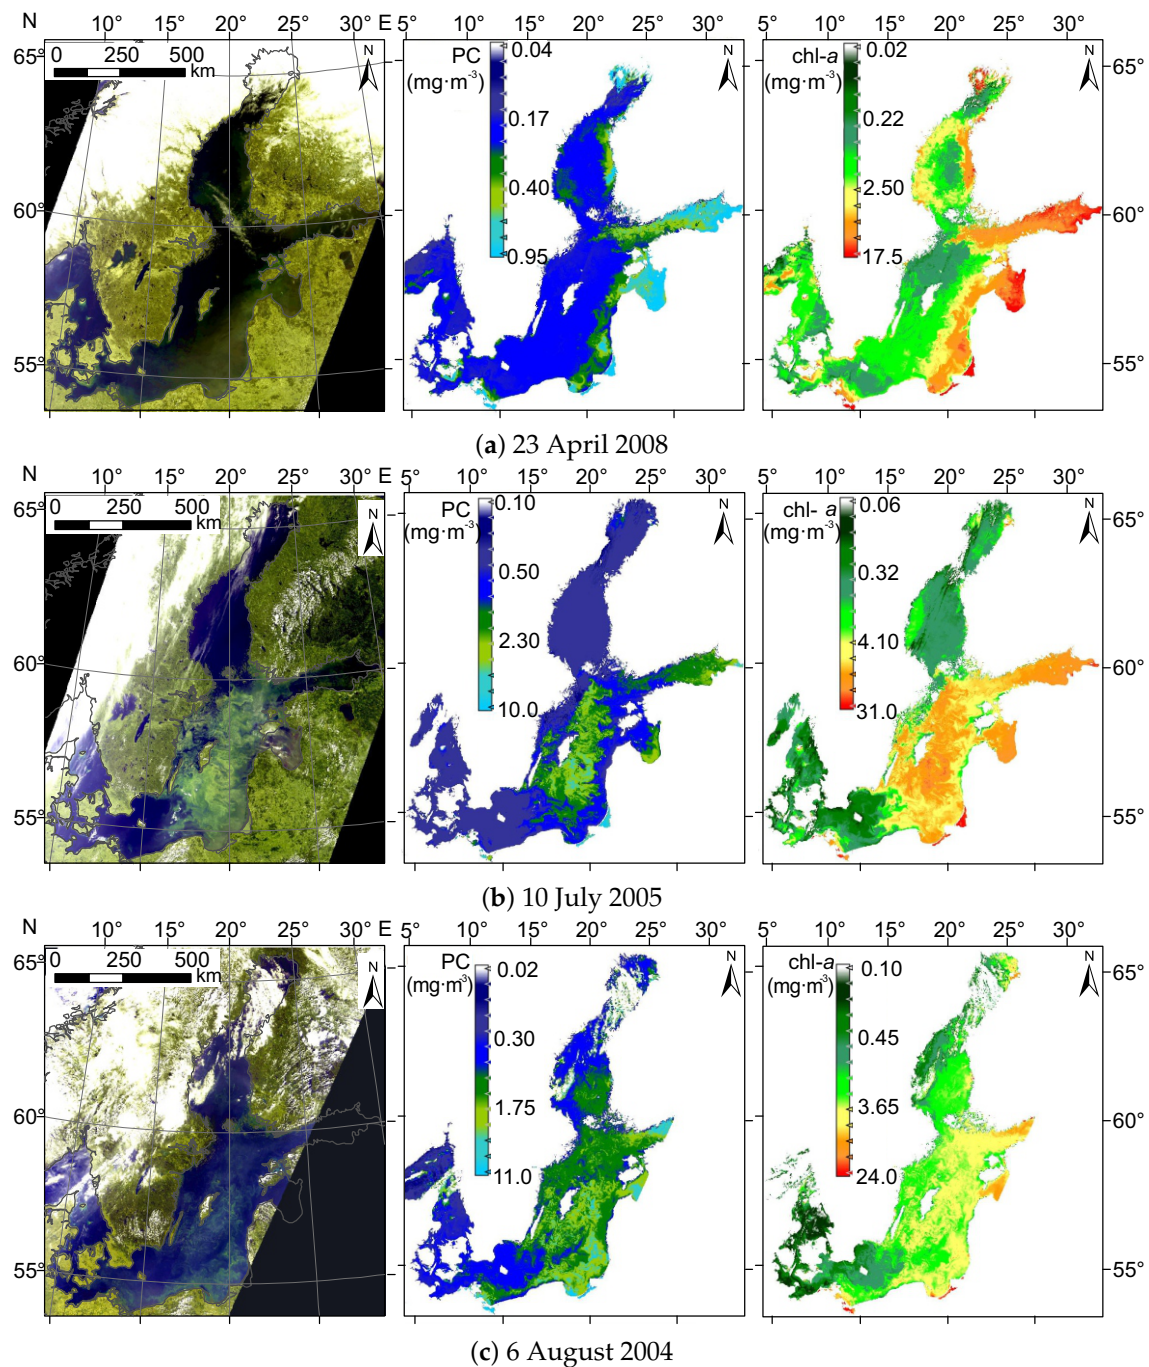 N 10° 15° 20° 25° 30° E 5° 10° 15° 20° 25° 30° 5° 10° 15° 20° 25° 30°
0 250 500
km
N
65°
60°
55°
PC
(mg·m-3)
0.04
0.17
0.40
0.95
N
chl-a
(mg·m-3)
0.02
0.22
2.50
17.5
N
65°
60°
55°
(a) 23 April 2008
N 10° 15° 20° 25° 30° E 5° 10° 15° 20° 25° 30° 5° 10° 15° 20° 25° 30°
0 250 500
km
N
65°
60°
55°
PC
(mg·m-3)
0.10
0.50
2.30
10.0
N
chl- a
(mg·m-3)
0.06
0.32
4.10
31.0
N
65°
60°
55°
(b) 10 July 2005
N 10° 15° 20° 25° 30° E 5° 10° 15° 20° 25° 30° 5° 10° 15° 20° 25° 30°
0 250 500
km
N
65°
60°
55°
PC
(mg·m-3)
0.02
0.30
1.75
11.0
N
chl-a
(mg·m-3)
0.10
0.45
3.65
24.0
N
65°
60°
55°
(c) 6 August 2004